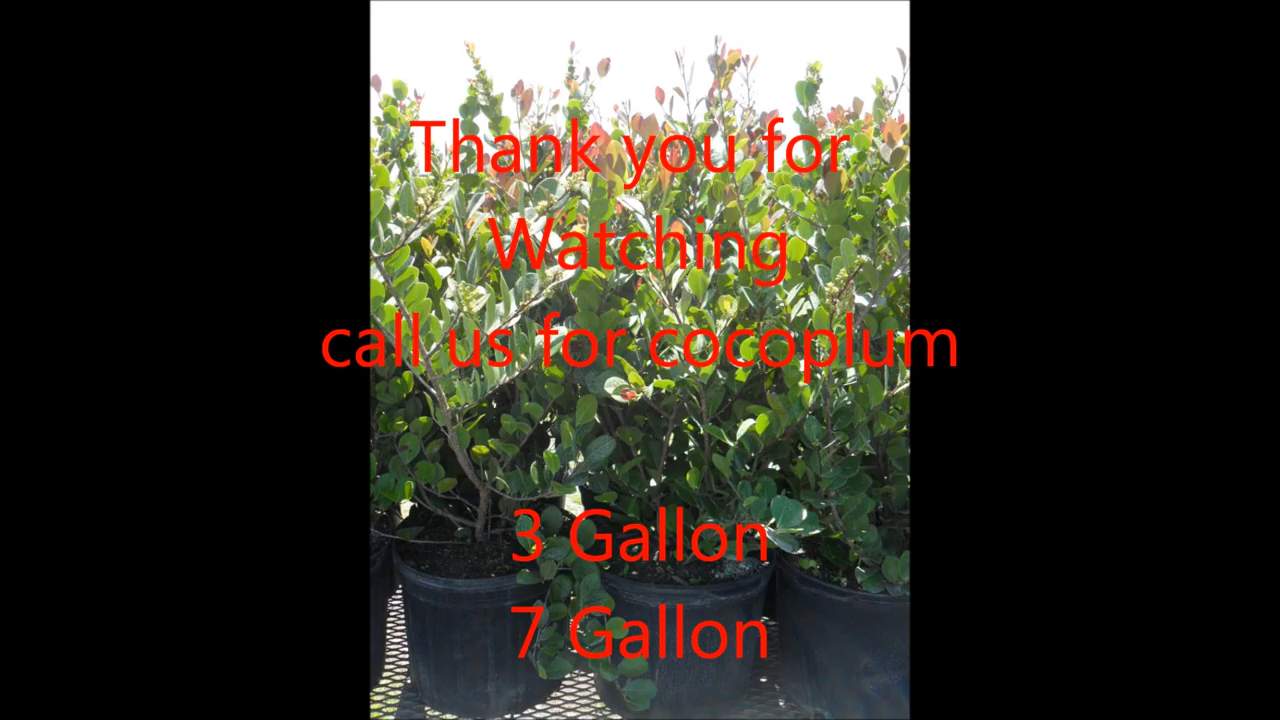 Thank you for
Watching
call us for cocoplum
3 Gallon
7 Gallon